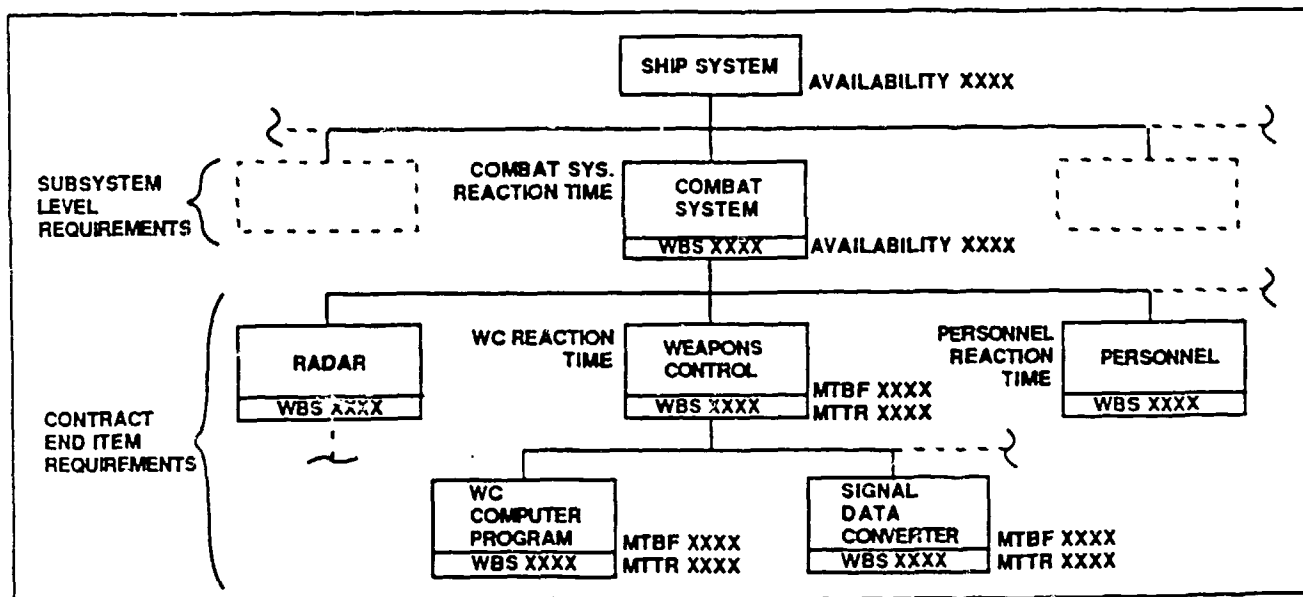 SHIP SYSTEM
AVAILABILITY XXXX
SUBSYSTEM
LEVEL
REQUIREMENTS
COMBAT SYS.
REACTION TIME
COMBAT
SYSTEM
WBS XXXX
AVAILABILITY XXXX
CONTRACT
END ITEM
REQUIREMENTS
RADAR
WBS XXXX
WC REACTION
TIME
WEAPONS
CONTROL
WBS XXXX
MTBF XXXX
MTTR XXXX
PERSONNEL
REACTION
TIME
PERSONNEL
WBS XXXX
WC
COMPUTER
PROGRAM
WBS XXXX
MTBF XXXX
MTTR XXXX
SIGNAL
DATA
CONVERTER
WBS XXXX
MTBF XXXX
MTTR XXXX